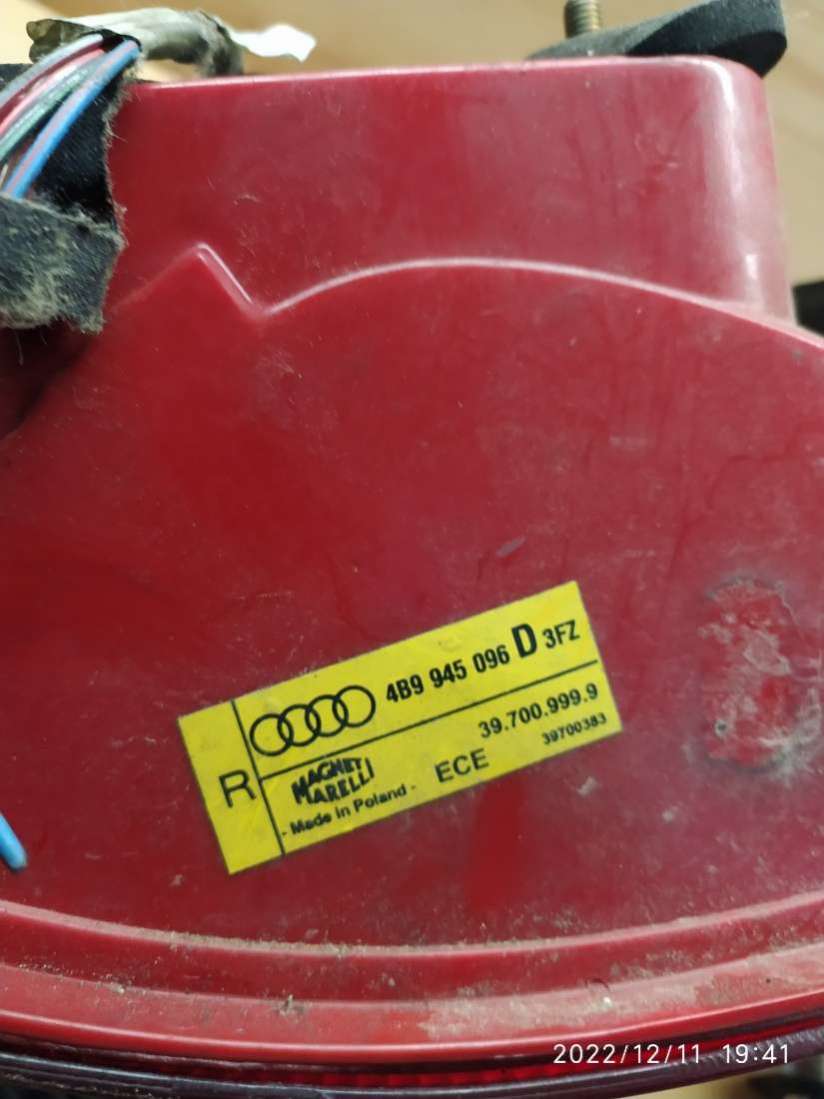 4B9 945 096 D 3FZ
39.700.999.9
39700383
R
MAGNETI
MARELLI
ECE
- Made in Poland -
2022/12/11 19:41